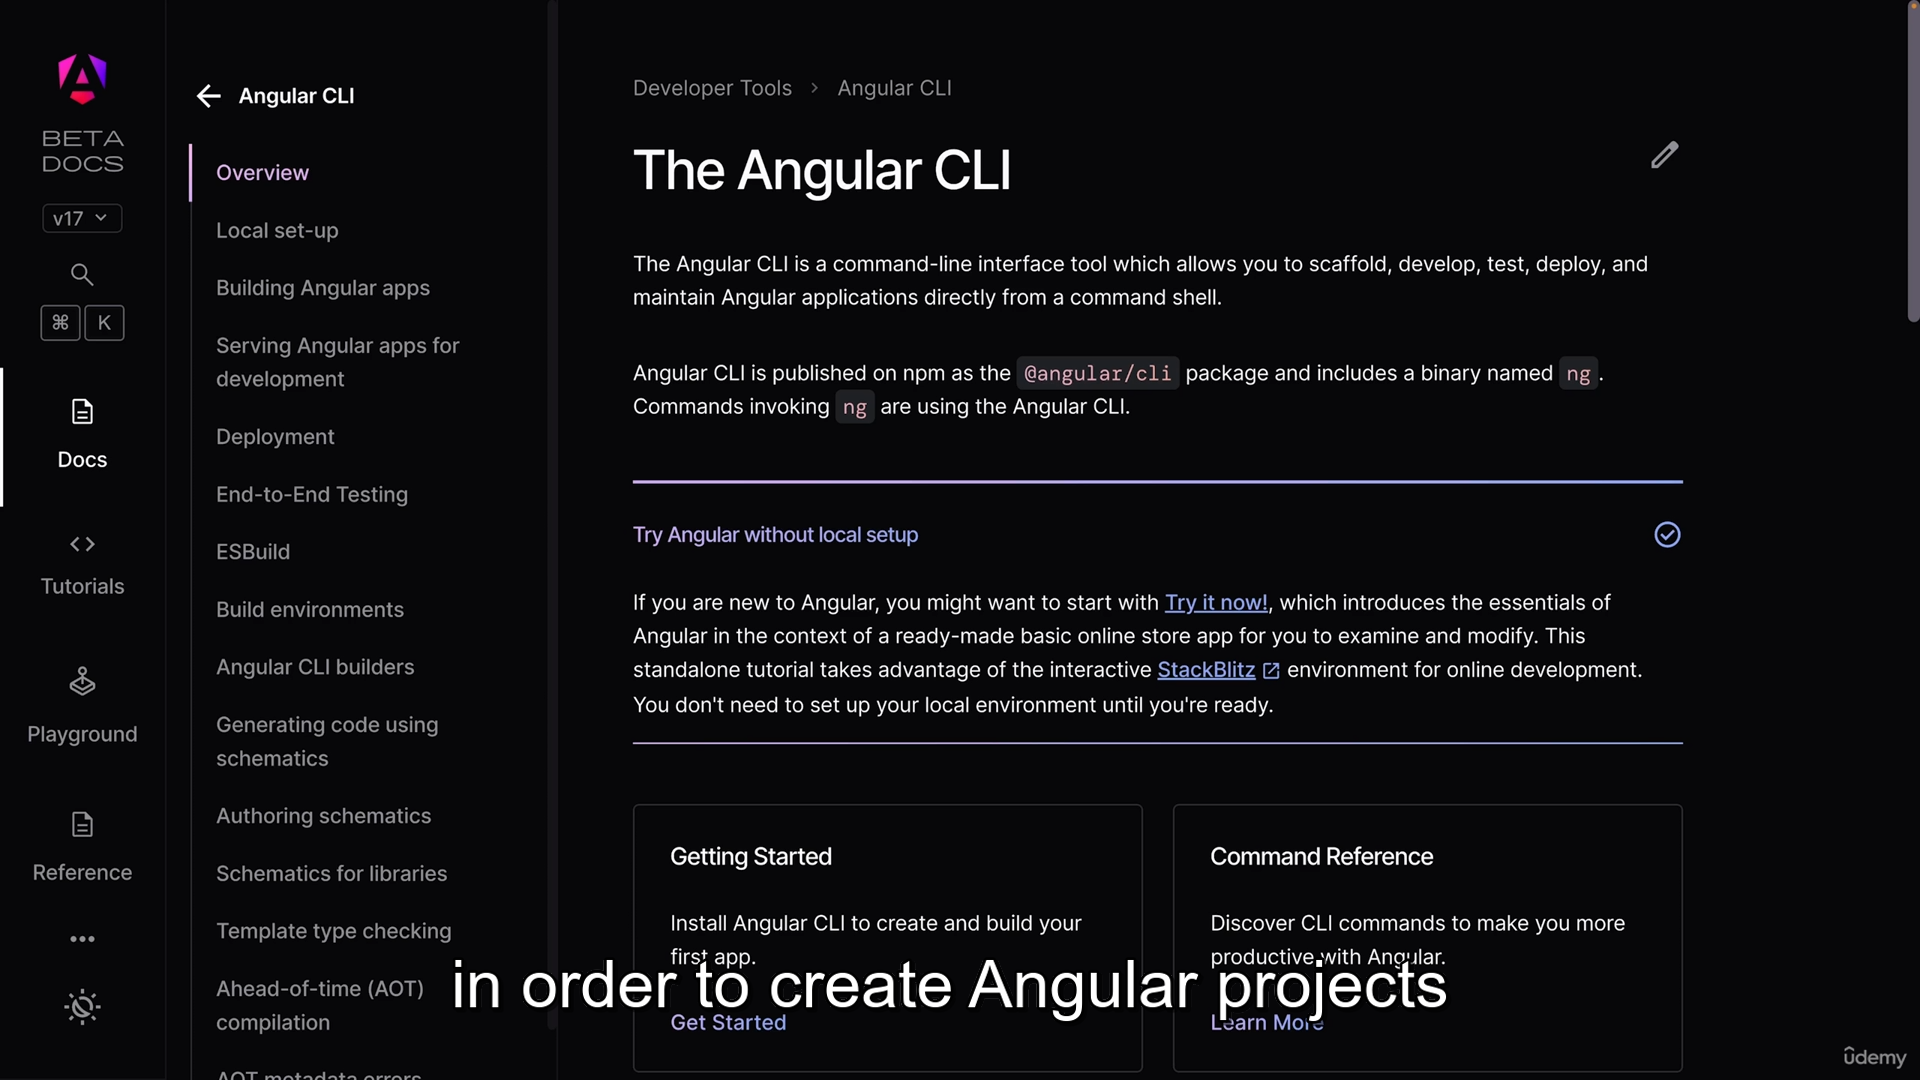 BETA
DOCS
v17
⌘ K
Docs
Tutorials
Playground
Reference
Angular CLI
Overview
Local set-up
Building Angular apps
Serving Angular apps for
development
Deployment
End-to-End Testing
ESBuild
Build environments
Angular CLI builders
Generating code using
schematics
Authoring schematics
Schematics for libraries
Template type checking
Ahead-of-time (AOT)
compilation
AOT metadata errors
Developer Tools > Angular CLI
The Angular CLI
The Angular CLI is a command-line interface tool which allows you to scaffold, develop, test, deploy, and
maintain Angular applications directly from a command shell.
Angular CLI is published on npm as the @angular/cli package and includes a binary named ng.
Commands invoking ng are using the Angular CLI.
Try Angular without local setup
If you are new to Angular, you might want to start with Try it now!, which introduces the essentials of
Angular in the context of a ready-made basic online store app for you to examine and modify. This
standalone tutorial takes advantage of the interactive StackBlitz environment for online development.
You don't need to set up your local environment until you're ready.
Getting Started
Install Angular CLI to create and build your
first app.
Get Started
Command Reference
Discover CLI commands to make you more
productive with Angular.
Learn More
in order to create Angular projects
ûdemy